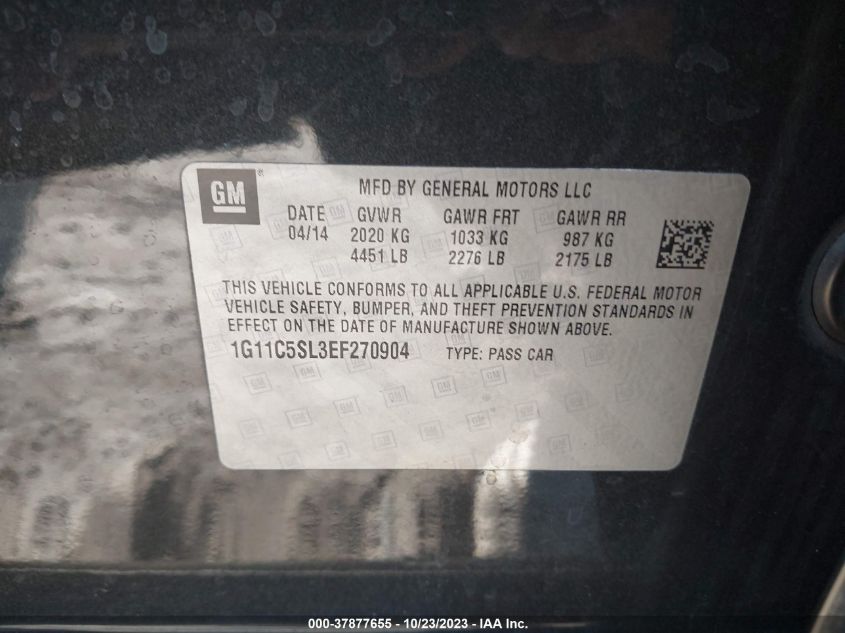 GM
MFD BY GENERAL MOTORS LLC
DATE GVWR GAWR FRT GAWR RR
04/14 2020 KG 1033 KG 987 KG
4451 LB 2276 LB 2175 LB
THIS VEHICLE CONFORMS TO ALL APPLICABLE U.S. FEDERAL MOTOR
VEHICLE SAFETY, BUMPER, AND THEFT PREVENTION STANDARDS IN
EFFECT ON THE DATE OF MANUFACTURE SHOWN ABOVE.
1G11C5SL3EF270904 TYPE: PASS CAR
000-37877655 - 10/23/2023 - IAA Inc.